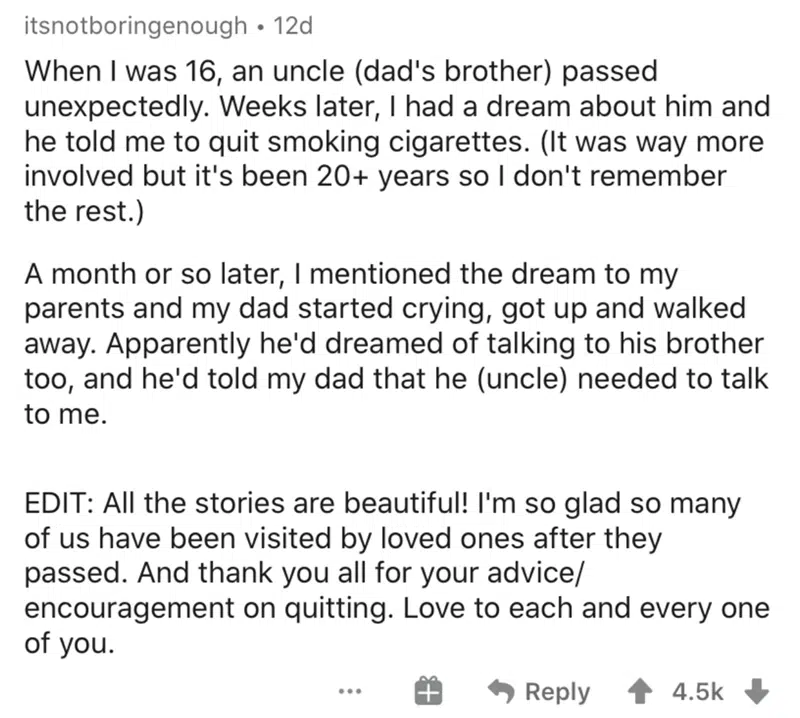 itsnotboringenough • 12d
When I was 16, an uncle (dad's brother) passed
unexpectedly. Weeks later, I had a dream about him and
he told me to quit smoking cigarettes. (It was way more
involved but it's been 20+ years so I don't remember
the rest.)
A month or so later, I mentioned the dream to my
parents and my dad started crying, got up and walked
away. Apparently he'd dreamed of talking to his brother
too, and he'd told my dad that he (uncle) needed to talk
to me.
EDIT: All the stories are beautiful! I'm so glad so many
of us have been visited by loved ones after they
passed. And thank you all for your advice/
encouragement on quitting. Love to each and every one
of you.
... Reply 4.5k